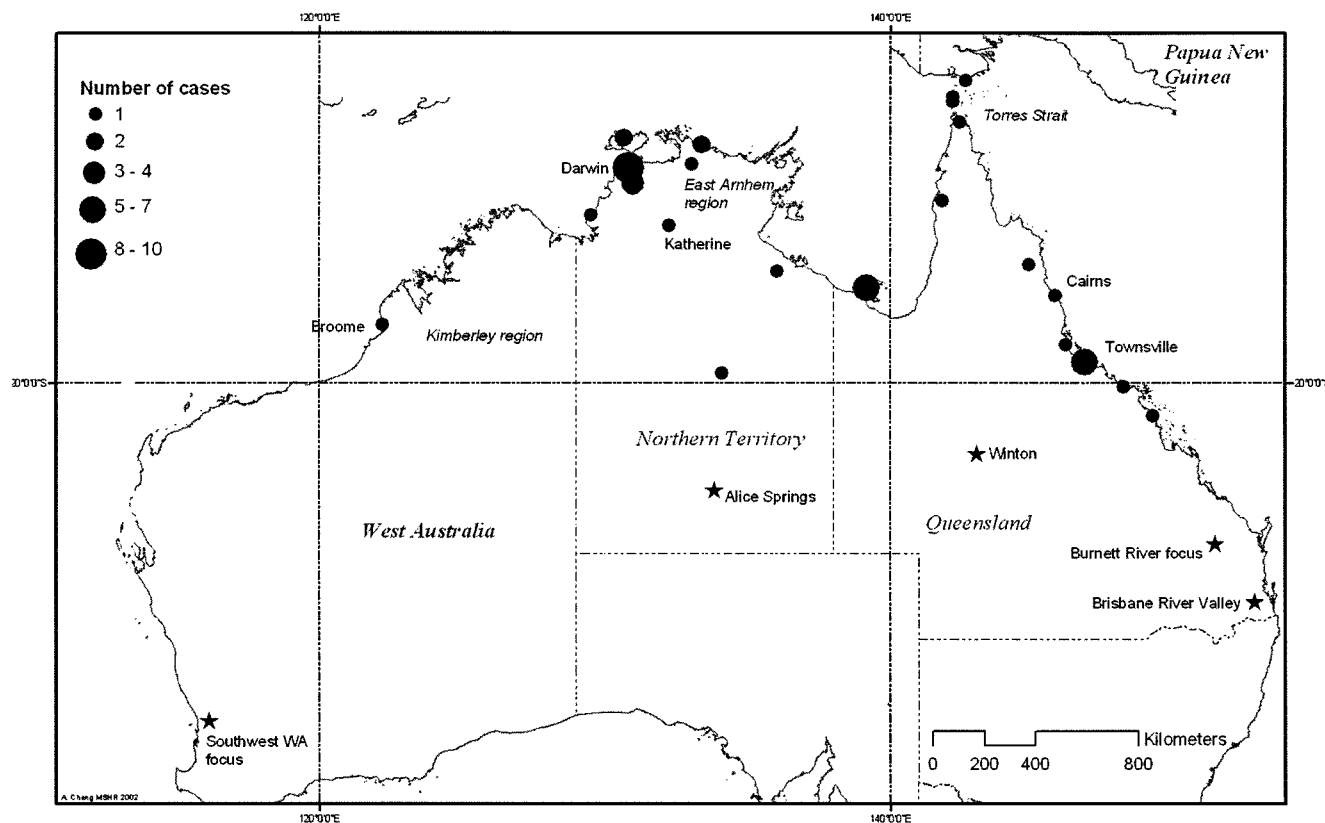 120°0'0"E
140°0'0"E
Papua New
Guinea
Number of cases
1
2
3 - 4
5 - 7
8 - 10
Torres Strait
Darwin
East Arnhem
region
Katherine
Cairns
Broome
Kimberley region
Townsville
20°0'0"S
20°0'0"S
Northern Territory
Winton
Alice Springs
West Australia
Queensland
Burnett River focus
Brisbane River Valley
Southwest WA
focus
Kilometers
0 200 400 800
A. Cheng MSHR 2002
120°0'0"E
140°0'0"E